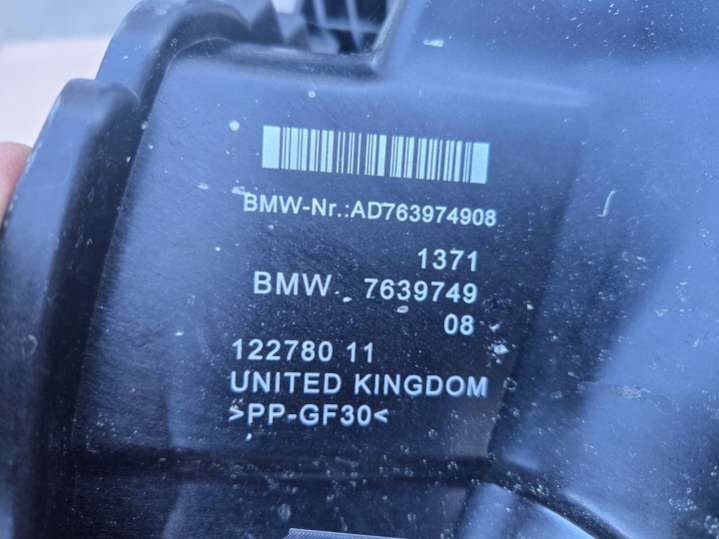 BMW-Nr.:AD763974908
1371
BMW 7639749
08
122780 11
UNITED KINGDOM
>PP-GF30<